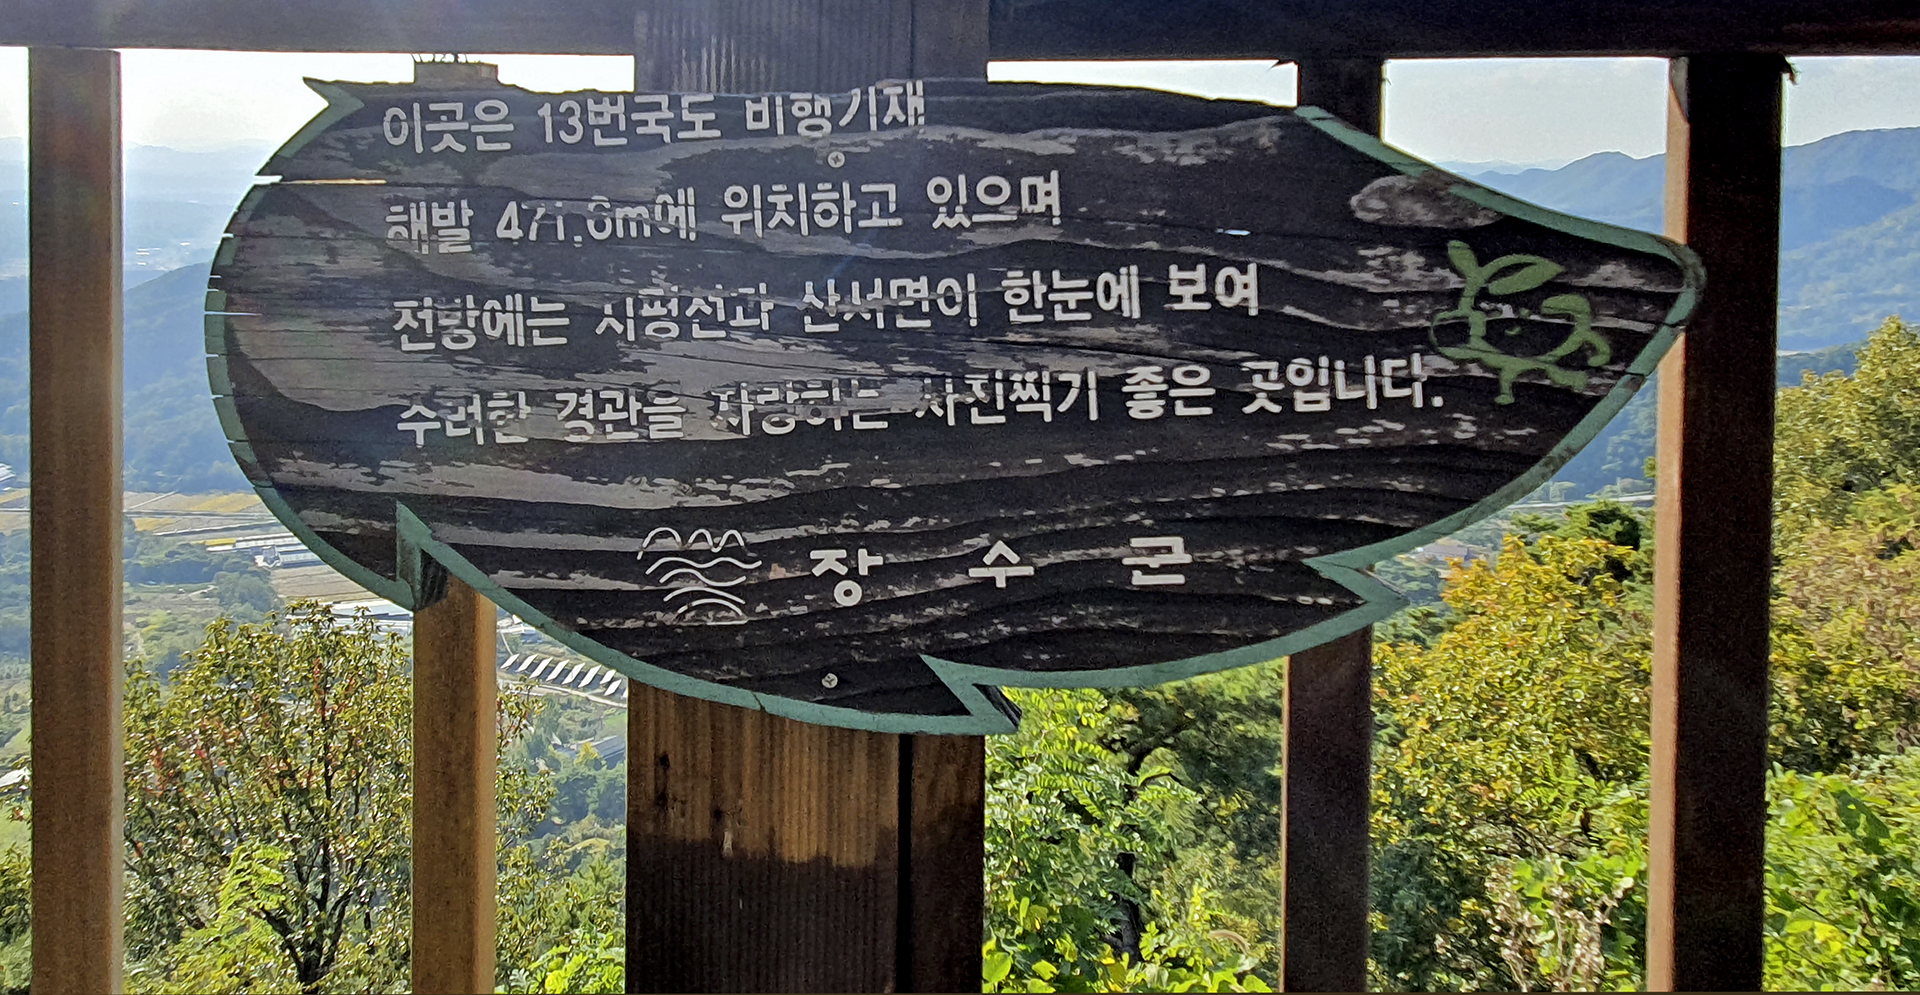 이곳은 13번국도 비행기재
해발 471.6m에 위치하고 있으며
전방에는 지평선과 산서면이 한눈에 보여
수려한 경관을 자랑하는 사진찍기 좋은 곳입니다.
장 수 군